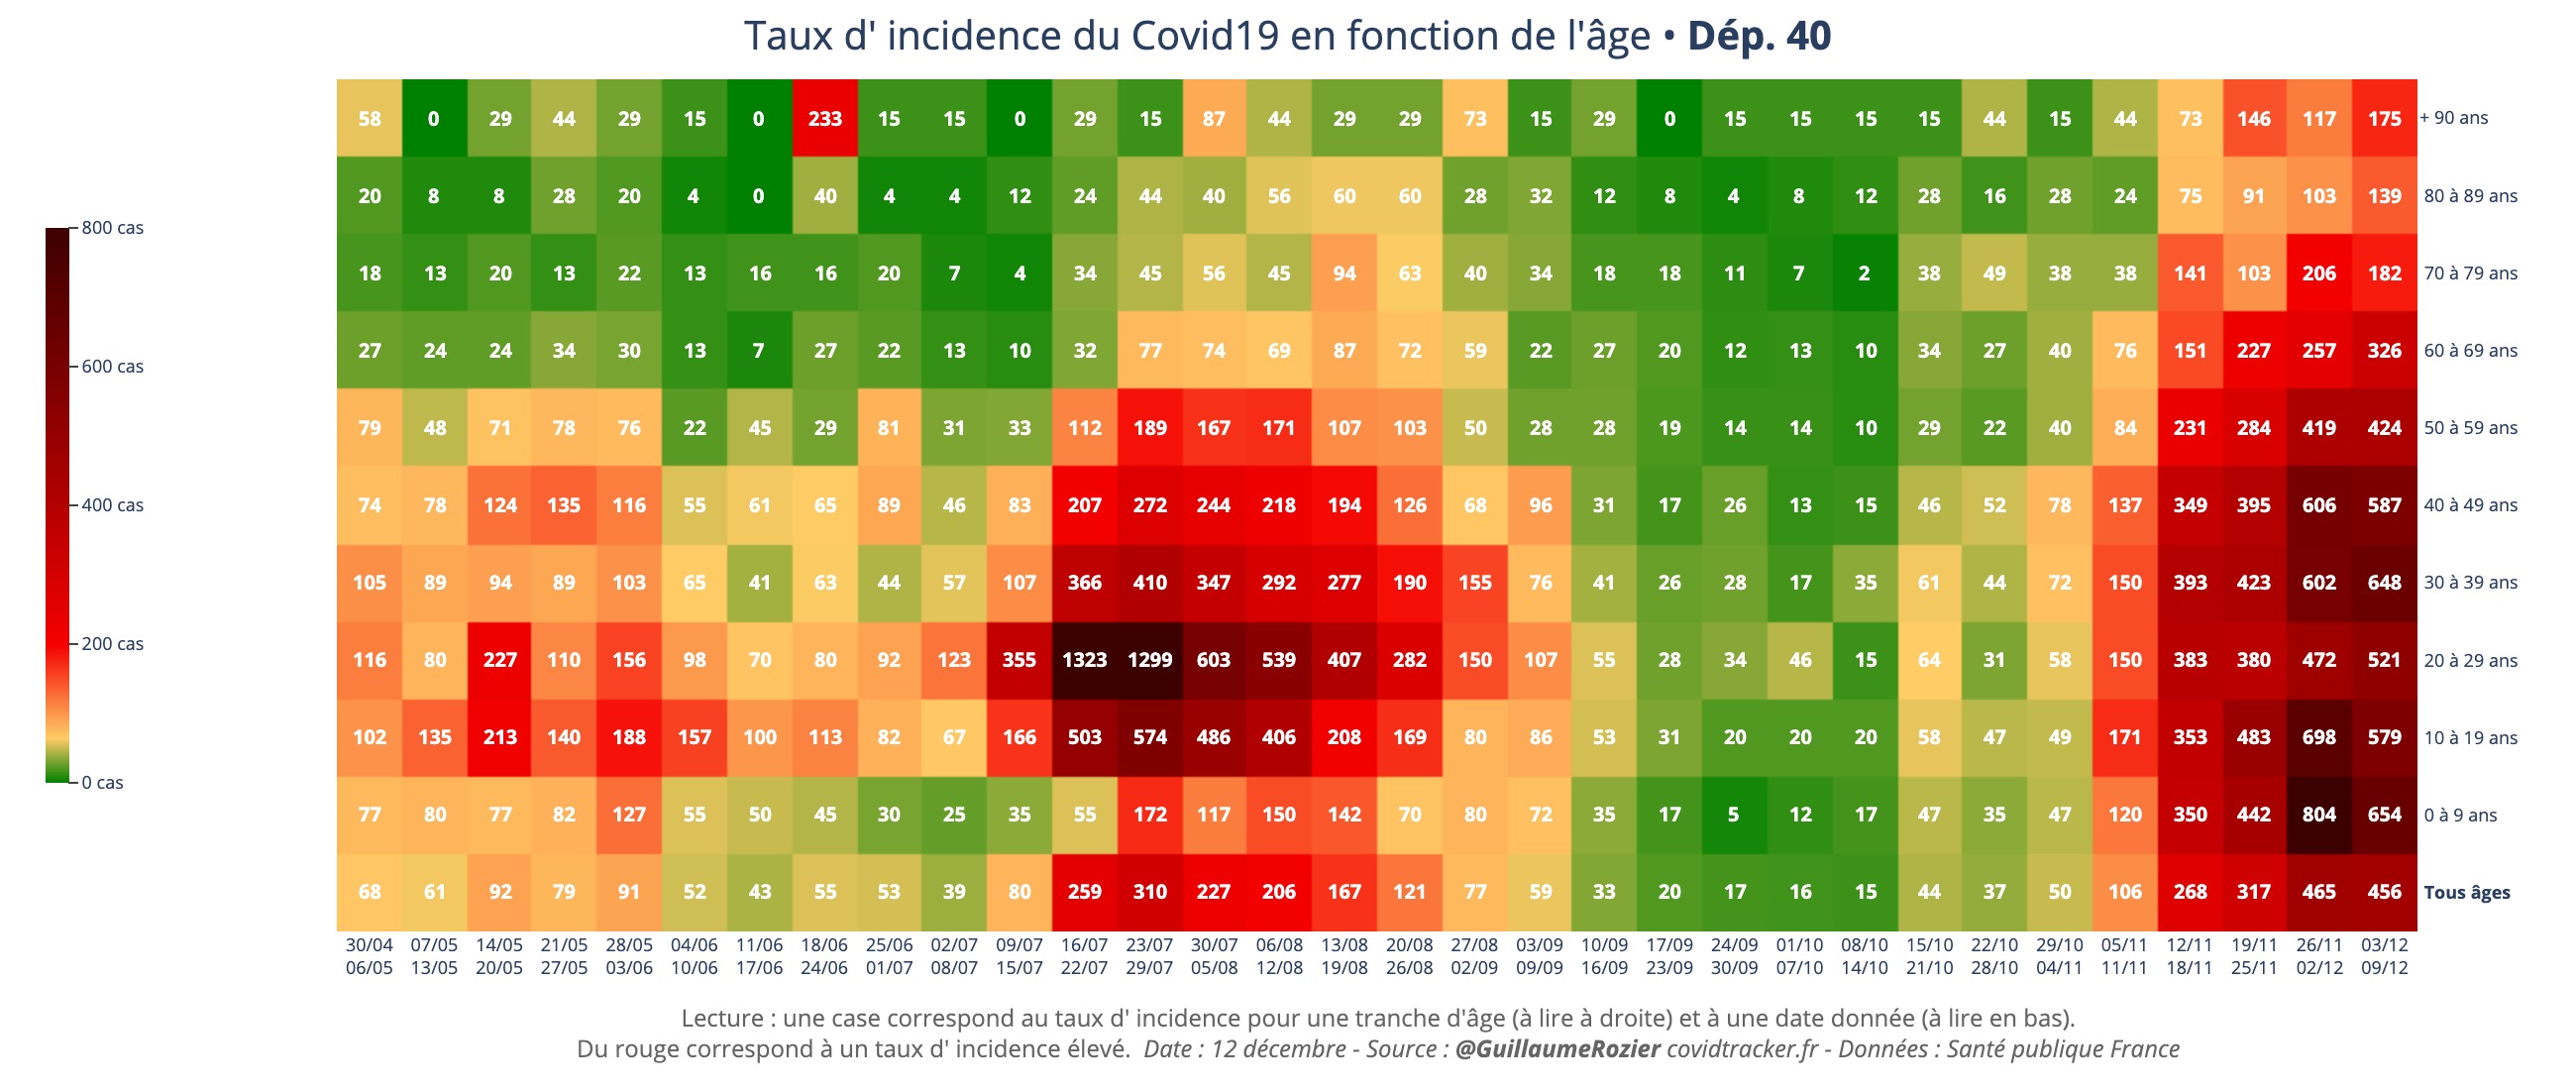 Taux d' incidence du Covid19 en fonction de l'âge • Dép. 40
800 cas
600 cas
400 cas
200 cas
0 cas
58 0 29 44 29 15 0 233 15 15 0 29 15 87 44 29 29 73 15 29 0 15 15 15 15 44 15 44 73 146 117 175 + 90 ans
20 8 8 28 20 4 0 40 4 4 12 24 44 40 56 60 60 28 32 12 8 4 8 12 28 16 28 24 75 91 103 139 80 à 89 ans
18 13 20 13 22 13 16 16 20 7 4 34 45 56 45 94 63 40 34 18 18 11 7 2 38 49 38 38 141 103 206 182 70 à 79 ans
27 24 24 34 30 13 7 27 22 13 10 32 77 74 69 87 72 59 22 27 20 12 13 10 34 27 40 76 151 227 257 326 60 à 69 ans
79 48 71 78 76 22 45 29 81 31 33 112 189 167 171 107 103 50 28 28 19 14 14 10 29 22 40 84 231 284 419 424 50 à 59 ans
74 78 124 135 116 55 61 65 89 46 83 207 272 244 218 194 126 68 96 31 17 26 13 15 46 52 78 137 349 395 606 587 40 à 49 ans
105 89 94 89 103 65 41 63 44 57 107 366 410 347 292 277 190 155 76 41 26 28 17 35 61 44 72 150 393 423 602 648 30 à 39 ans
116 80 227 110 156 98 70 80 92 123 355 1323 1299 603 539 407 282 150 107 55 28 34 46 15 64 31 58 150 383 380 472 521 20 à 29 ans
102 135 213 140 188 157 100 113 82 67 166 503 574 486 406 208 169 80 86 53 31 20 20 20 58 47 49 171 353 483 698 579 10 à 19 ans
77 80 77 82 127 55 50 45 30 25 35 55 172 117 150 142 70 80 72 35 17 5 12 17 47 35 47 120 350 442 804 654 0 à 9 ans
68 61 92 79 91 52 43 55 53 39 80 259 310 227 206 167 121 77 59 33 20 17 16 15 44 37 50 106 268 317 465 456 Tous âges
30/04 07/05 14/05 21/05 28/05 04/06 11/06 18/06 25/06 02/07 09/07 16/07 23/07 30/07 06/08 13/08 20/08 27/08 03/09 10/09 17/09 24/09 01/10 08/10 15/10 22/10 29/10 05/11 12/11 19/11 26/11 03/12
06/05 13/05 20/05 27/05 03/06 10/06 17/06 24/06 01/07 08/07 15/07 22/07 29/07 05/08 12/08 19/08 26/08 02/09 09/09 16/09 23/09 30/09 07/10 14/10 21/10 28/10 04/11 11/11 18/11 25/11 02/12 09/12
Lecture : une case correspond au taux d' incidence pour une tranche d'âge (à lire à droite) et à une date donnée (à lire en bas).
Du rouge correspond à un taux d' incidence élevé. Date : 12 décembre - Source : @GuillaumeRozier covidtracker.fr - Données : Santé publique France